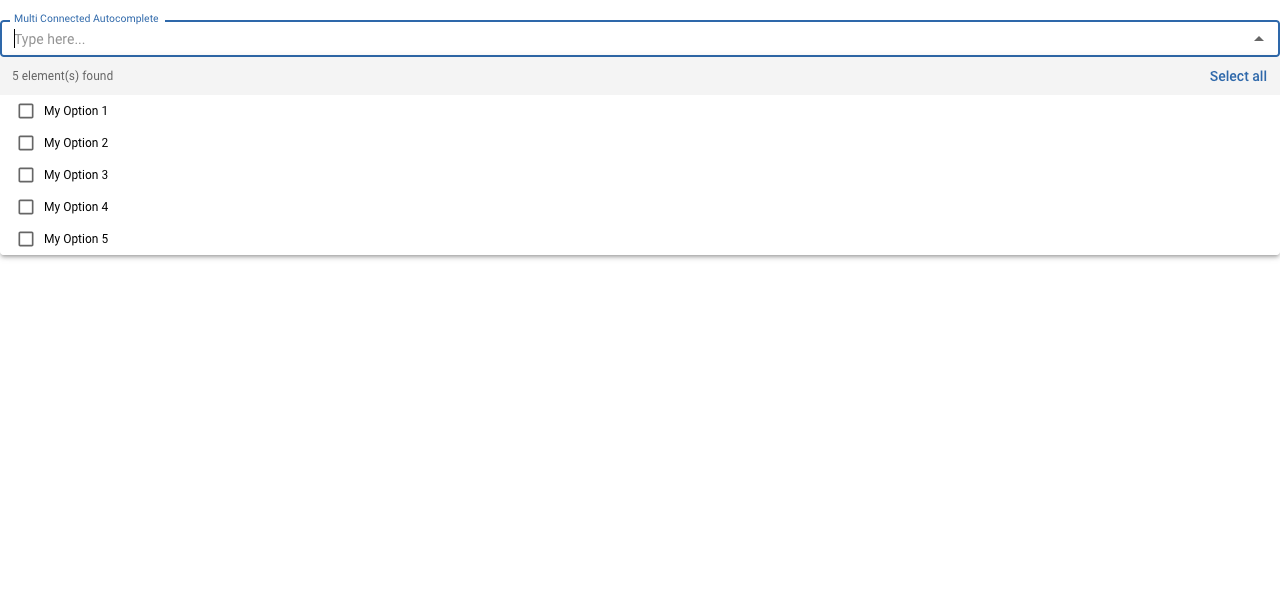 Multi Connected Autocomplete
Type here...
5 element(s) found
Select all
My Option 1
My Option 2
My Option 3
My Option 4
My Option 5